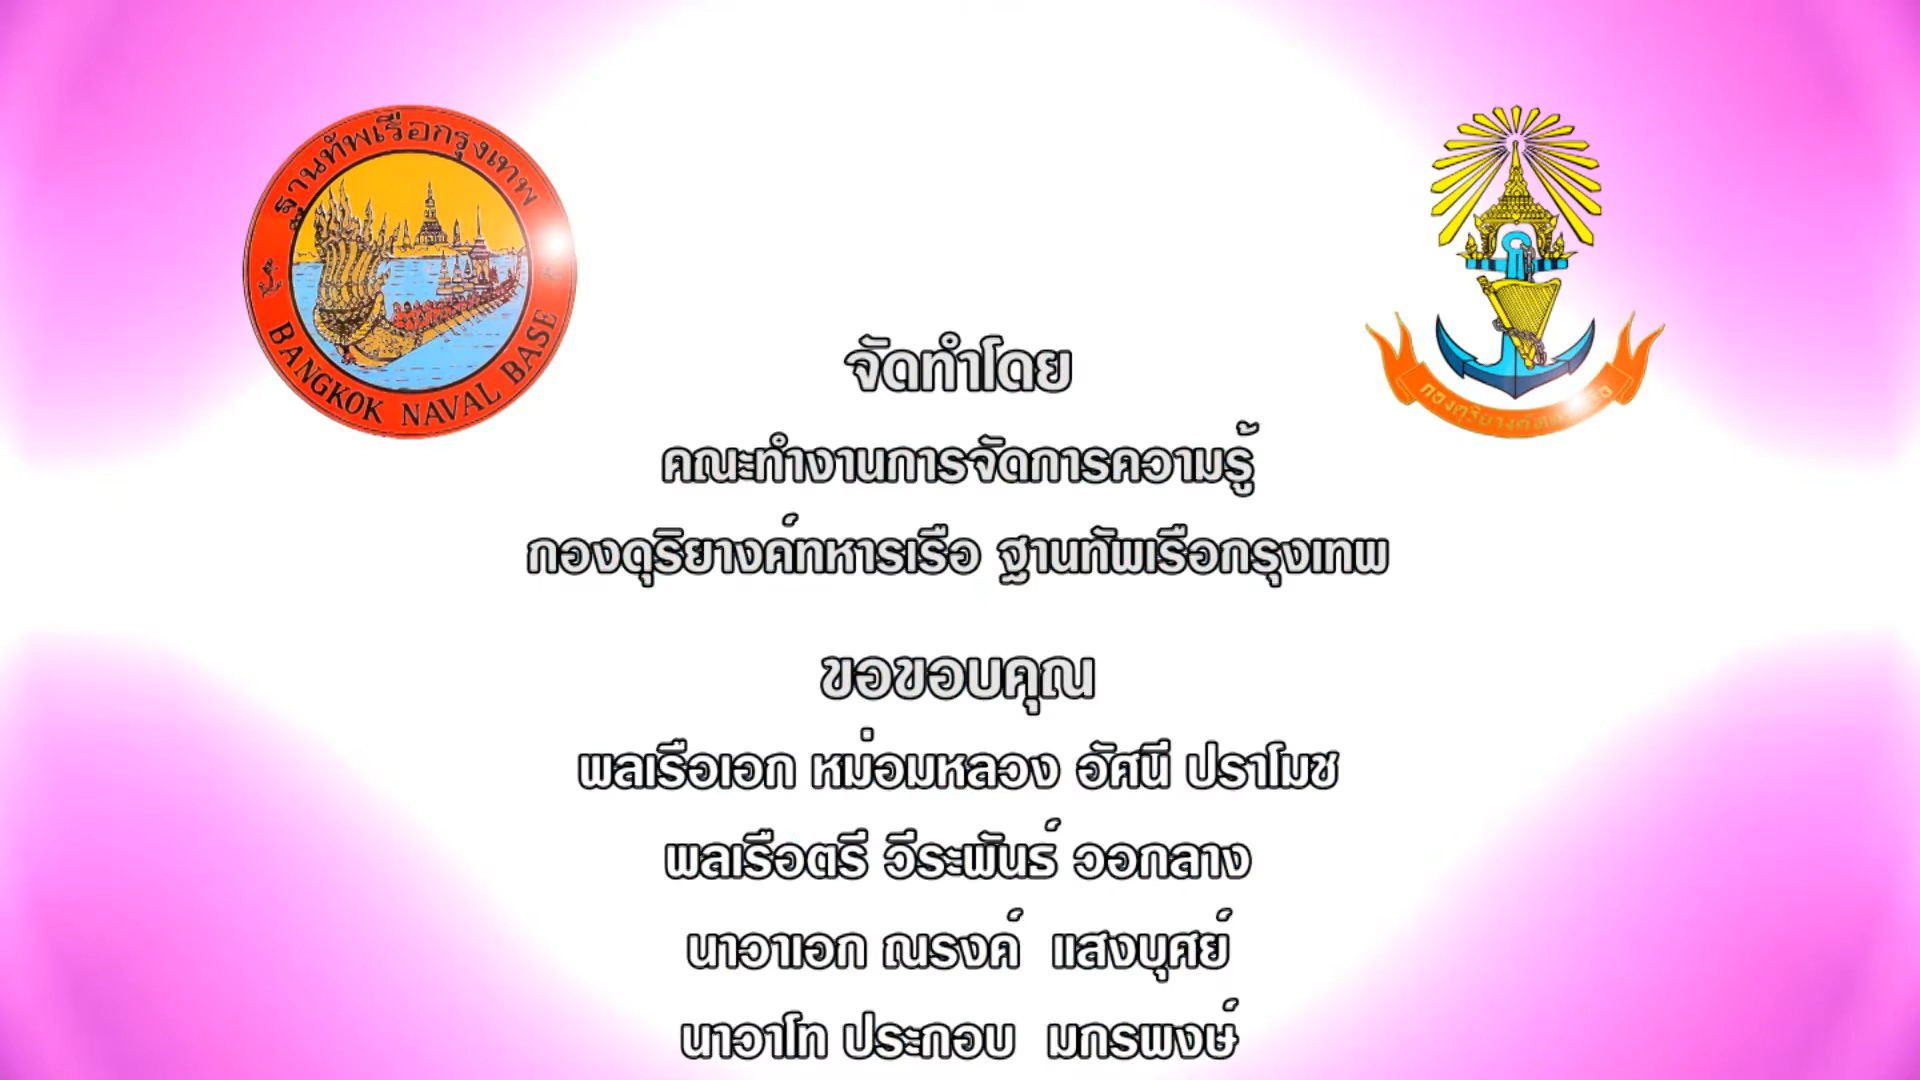 ฐานทัพเรือกรุงเทพ
BANGKOK NAVAL BASE
จัดทำโดย
คณะทำงานการจัดการความรู้
กองดุริยางค์ทหารเรือ ฐานทัพเรือกรุงเทพ
ขอขอบคุณ
พลเรือเอก หม่อมหลวง อัศนี ปราโมช
พลเรือตรี วีระพันธ์ วอกลาง
นาวาเอก ณรงค์ แสงบุศย์
นาวาโท ประกอบ มกรพงษ์